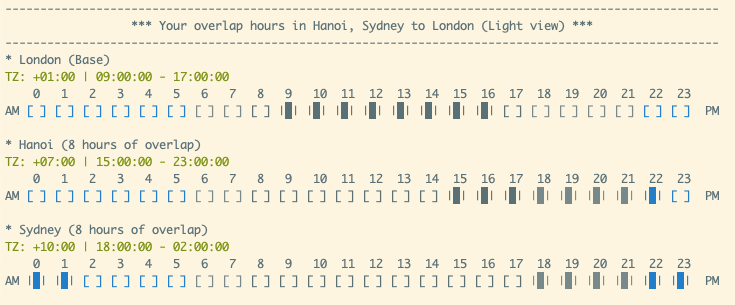 --------------------------------------------------------------------------------------------
*** Your overlap hours in Hanoi, Sydney to London (Light view) ***
--------------------------------------------------------------------------------------------
* London (Base)
TZ: +01:00 | 09:00:00 - 17:00:00
0 1 2 3 4 5 6 7 8 9 10 11 12 13 14 15 16 17 18 19 20 21 22 23
AM [ ] [ ] [ ] [ ] [ ] [ ] [ ] [ ] [ ] |█| |█| |█| |█| |█| |█| |█| |█| [ ] [ ] [ ] [ ] [ ] [ ] [ ] PM
* Hanoi (8 hours of overlap)
TZ: +07:00 | 15:00:00 - 23:00:00
0 1 2 3 4 5 6 7 8 9 10 11 12 13 14 15 16 17 18 19 20 21 22 23
AM [ ] [ ] [ ] [ ] [ ] [ ] [ ] [ ] [ ] [ ] [ ] [ ] [ ] [ ] [ ] |█| |█| |█| |█| |█| |█| |█| |█| [ ] PM
* Sydney (8 hours of overlap)
TZ: +10:00 | 18:00:00 - 02:00:00
0 1 2 3 4 5 6 7 8 9 10 11 12 13 14 15 16 17 18 19 20 21 22 23
AM |█| |█| [ ] [ ] [ ] [ ] [ ] [ ] [ ] [ ] [ ] [ ] [ ] [ ] [ ] [ ] [ ] [ ] |█| |█| |█| |█| |█| |█| PM